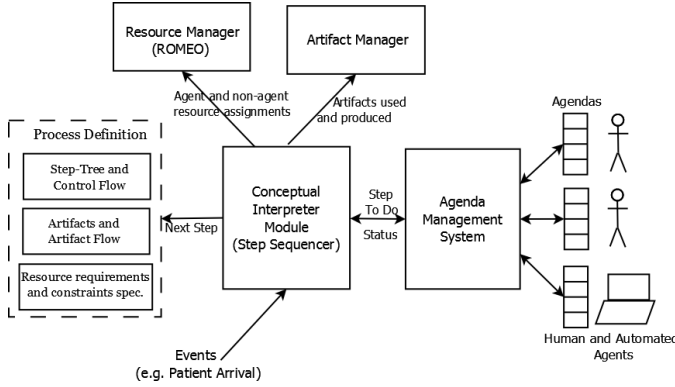 Resource Manager
(ROMEO)
Artifact Manager
Agent and non-agent
resource assignments
Artifacts used
and produced
Process Definition
Step-Tree and
Control Flow
Artifacts and
Artifact Flow
Resource requirements
and constraints spec.
Next Step
Conceptual
Interpreter
Module
(Step Sequencer)
Step
To Do
Status
Agenda
Management
System
Agendas
Human and Automated
Agents
Events
(e.g. Patient Arrival)